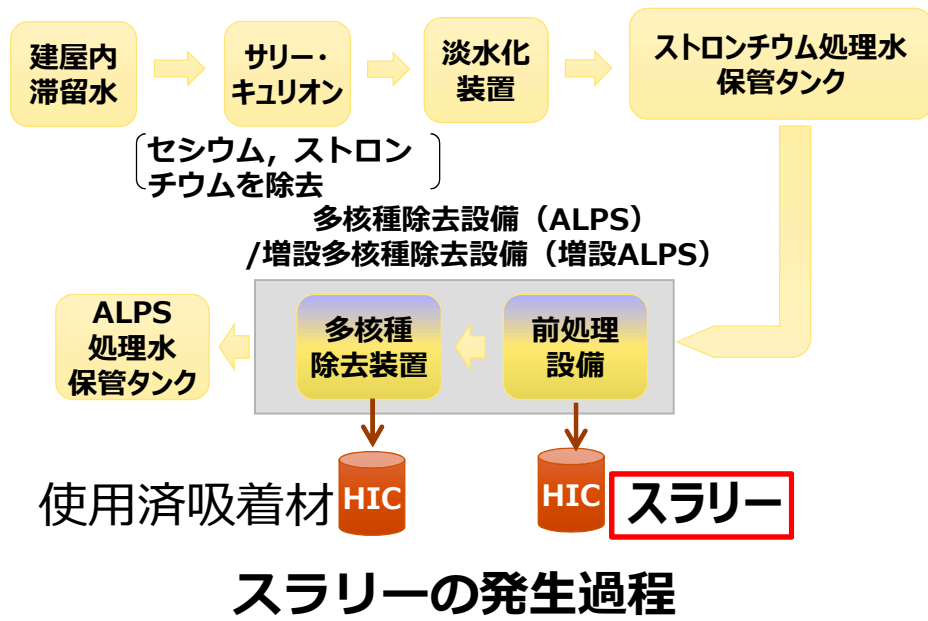 建屋内
滞留水
サリー・
キュリオン
淡水化
装置
ストロンチウム処理水
保管タンク
セシウム，ストロン
チウムを除去
多核種除去設備（ALPS）
/増設多核種除去設備（増設ALPS）
ALPS
処理水
保管タンク
多核種
除去装置
前処理
設備
使用済吸着材
HIC
HIC
スラリー
スラリーの発生過程